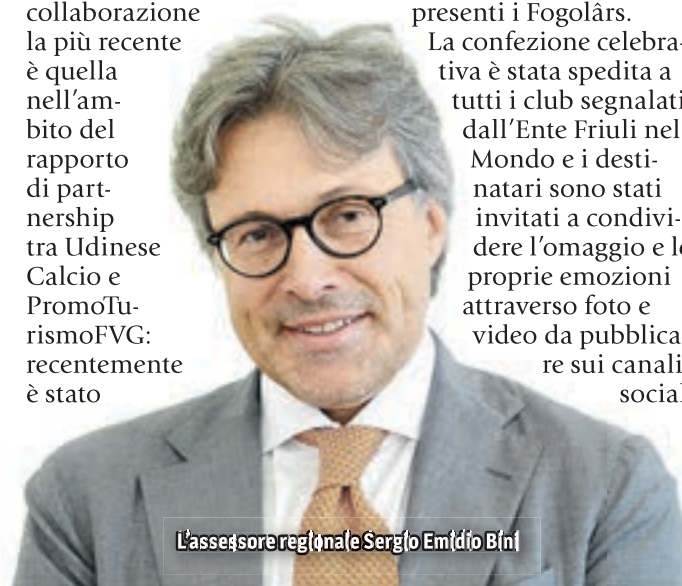 collaborazione
la più recente
è quella
nell'am-
bito del
rapporto
di part-
nership
tra Udinese
Calcio e
PromoTu-
rismoFVG:
recentemente
è stato
presenti i Fogolârs.
La confezione celebra-
tiva è stata spedita a
tutti i club segnalati
dall'Ente Friuli nel
Mondo e i desti-
natari sono stati
invitati a condivi-
dere l'omaggio e le
proprie emozioni
attraverso foto e
video da pubblica
re sui canali
social
L'assessore regionale Sergio Emidio Bini